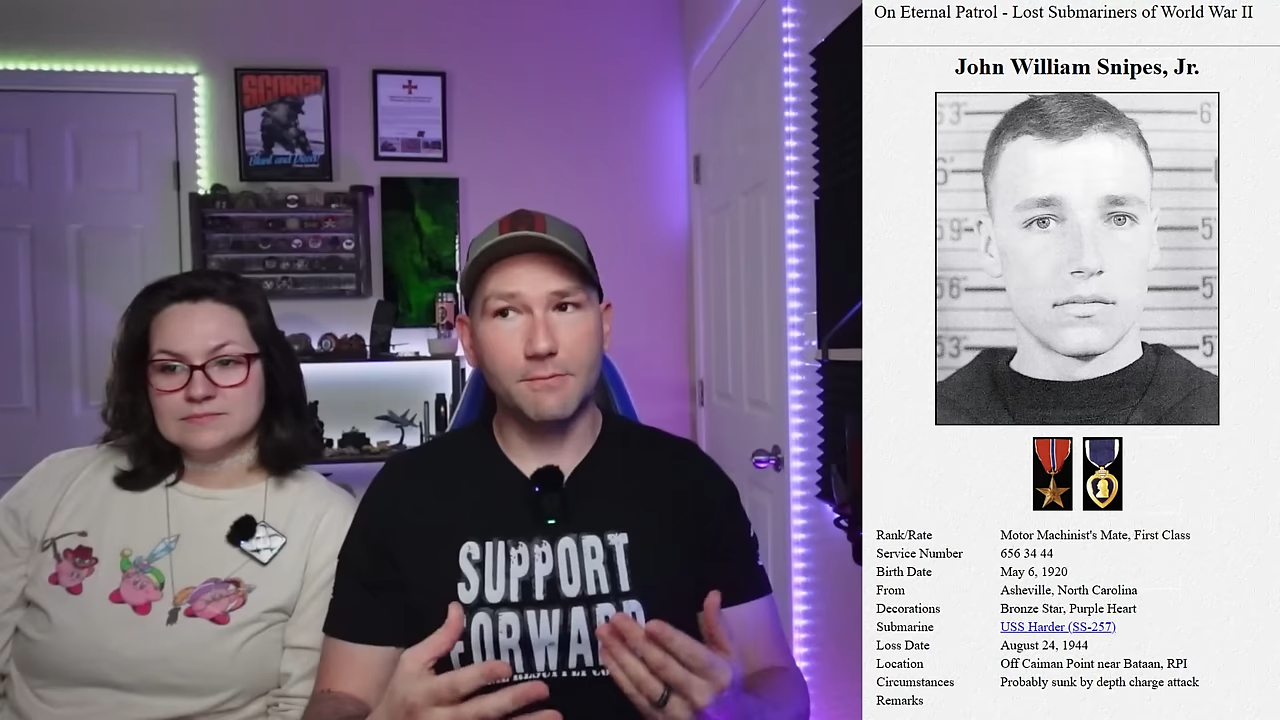 On Eternal Patrol - Lost Submariners of World War II
John William Snipes, Jr.
SCORCH
SUPPORT
FORWARD
Rank/Rate Motor Machinist's Mate, First Class
Service Number 656 34 44
Birth Date May 6, 1920
From Asheville, North Carolina
Decorations Bronze Star, Purple Heart
Submarine USS Harder (SS-257)
Loss Date August 24, 1944
Location Off Caiman Point near Bataan, RPI
Circumstances Probably sunk by depth charge attack
Remarks